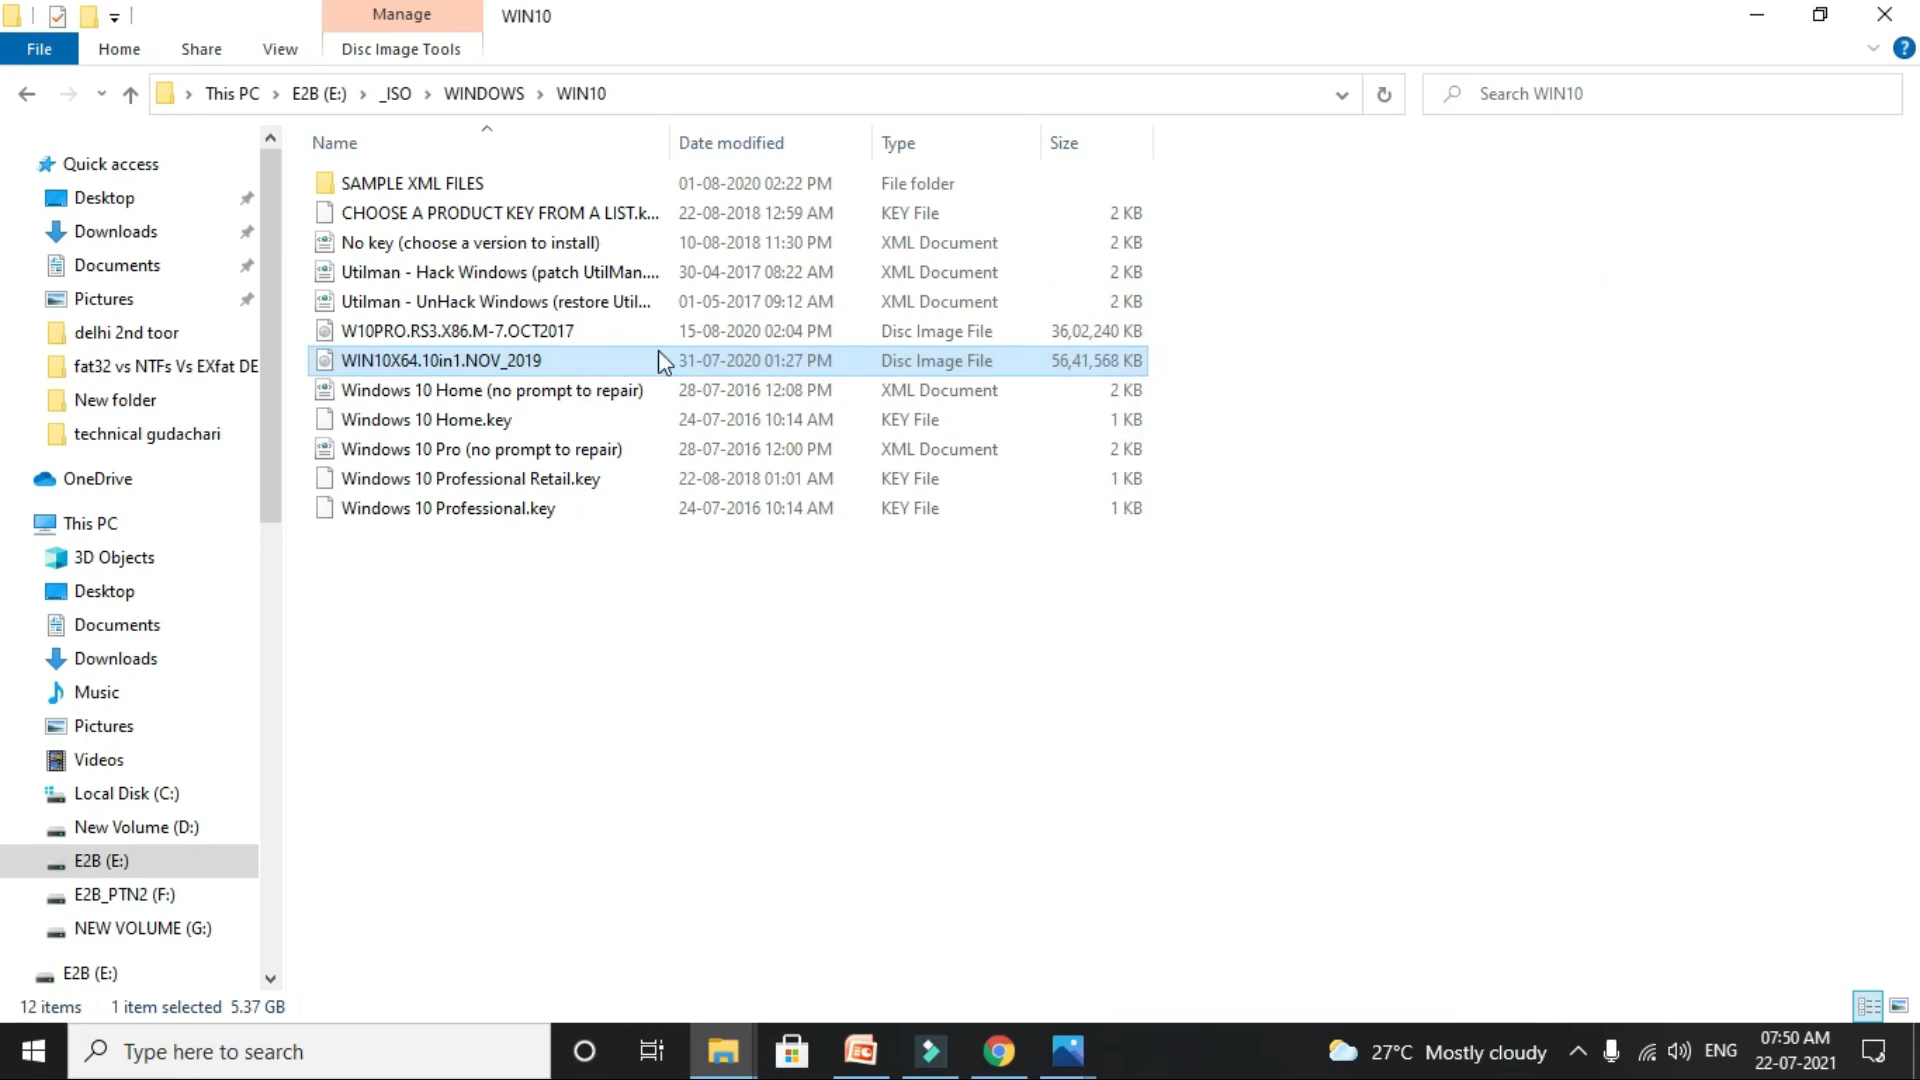 Manage
WIN10
File
Home
Share
View
Disc Image Tools
This PC
E2B (E:)
_ISO
WINDOWS
WIN10
Search WIN10
Name
Date modified
Type
Size
SAMPLE XML FILES 01-08-2020 02:22 PM File folder
CHOOSE A PRODUCT KEY FROM A LIST.k... 22-08-2018 12:59 AM KEY File 2 KB
No key (choose a version to install) 10-08-2018 11:30 PM XML Document 2 KB
Utilman - Hack Windows (patch UtilMan.... 30-04-2017 08:22 AM XML Document 2 KB
Utilman - UnHack Windows (restore Util... 01-05-2017 09:12 AM XML Document 2 KB
W10PRO.RS3.X86.M-7.OCT2017 15-08-2020 02:04 PM Disc Image File 36,02,240 KB
WIN10X64.10in1.NOV_2019 31-07-2020 01:27 PM Disc Image File 56,41,568 KB
Windows 10 Home (no prompt to repair) 28-07-2016 12:08 PM XML Document 2 KB
Windows 10 Home.key 24-07-2016 10:14 AM KEY File 1 KB
Windows 10 Pro (no prompt to repair) 28-07-2016 12:00 PM XML Document 2 KB
Windows 10 Professional Retail.key 22-08-2018 01:01 AM KEY File 1 KB
Windows 10 Professional.key 24-07-2016 10:14 AM KEY File 1 KB
Quick access
Desktop
Downloads
Documents
Pictures
delhi 2nd toor
fat32 vs NTFs Vs EXfat DE
New folder
technical gudachari
OneDrive
This PC
3D Objects
Desktop
Documents
Downloads
Music
Pictures
Videos
Local Disk (C:)
New Volume (D:)
E2B (E:)
E2B_PTN2 (F:)
NEW VOLUME (G:)
E2B (E:)
12 items
1 item selected 5.37 GB
Type here to search
27°C Mostly cloudy
ENG
07:50 AM
22-07-2021